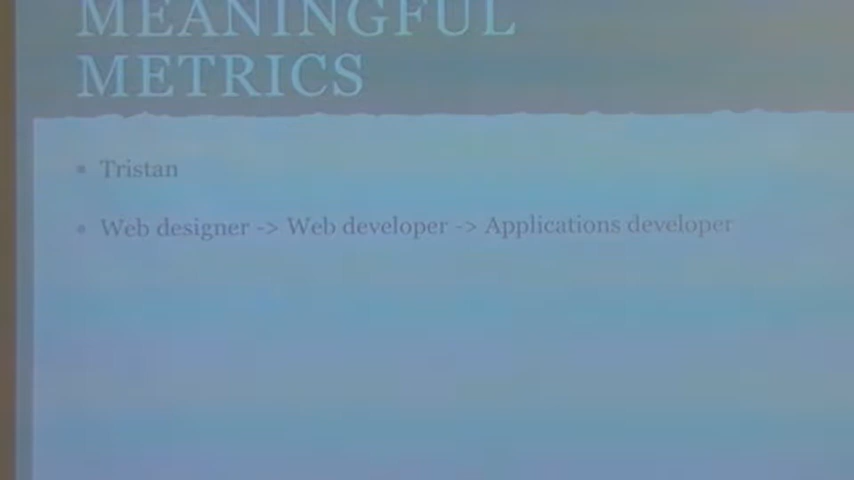 MEANINGFUL
METRICS
Tristan
Web designer -> Web developer -> Applications developer